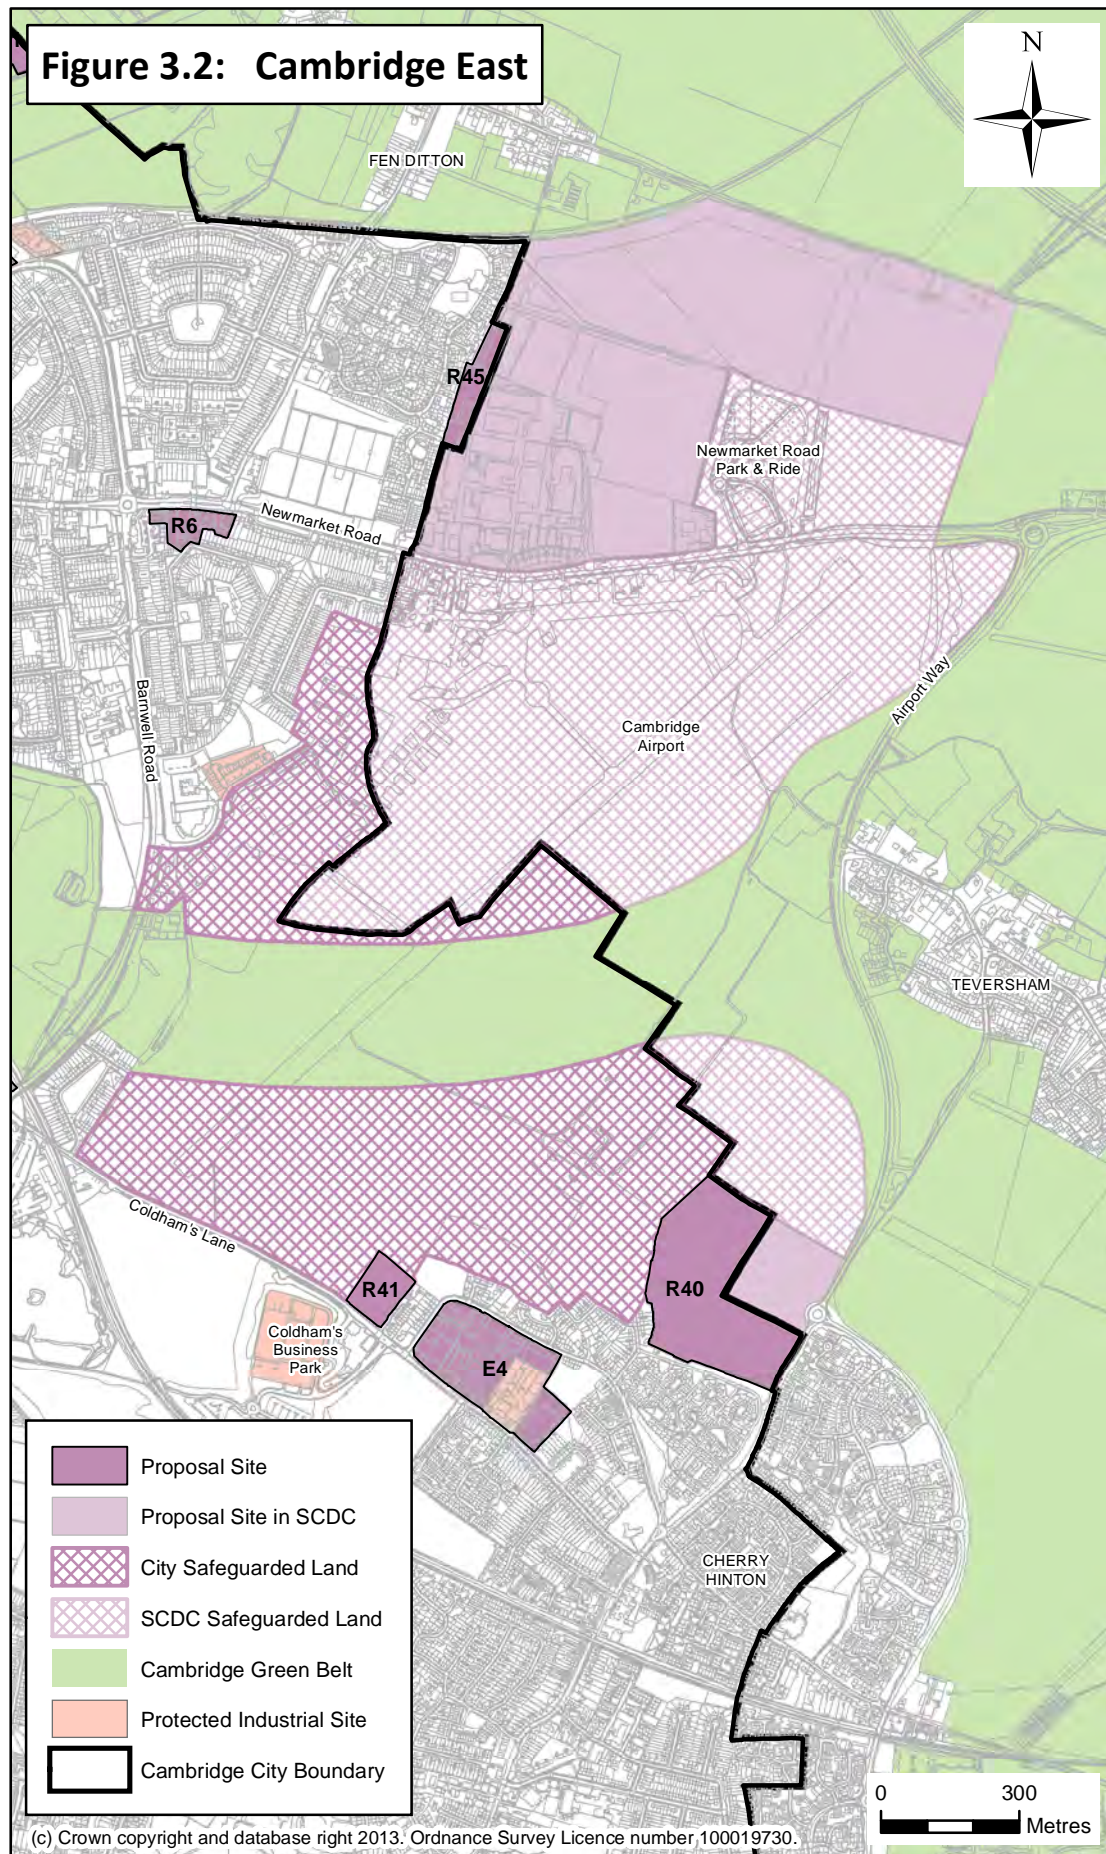 Figure 3.2: Cambridge East
N
FEN DITTON
R45
Newmarket Road
Park & Ride
R6
Newmarket Road
Barnwell Road
Airport Way
Cambridge
Airport
TEVERSHAM
Coldham's Lane
R41
R40
Coldham's
Business
Park
E4
CHERRY
HINTON
Proposal Site
Proposal Site in SCDC
City Safeguarded Land
SCDC Safeguarded Land
Cambridge Green Belt
Protected Industrial Site
Cambridge City Boundary
0 300
Metres
(c) Crown copyright and database right 2013. Ordnance Survey Licence number 100019730.